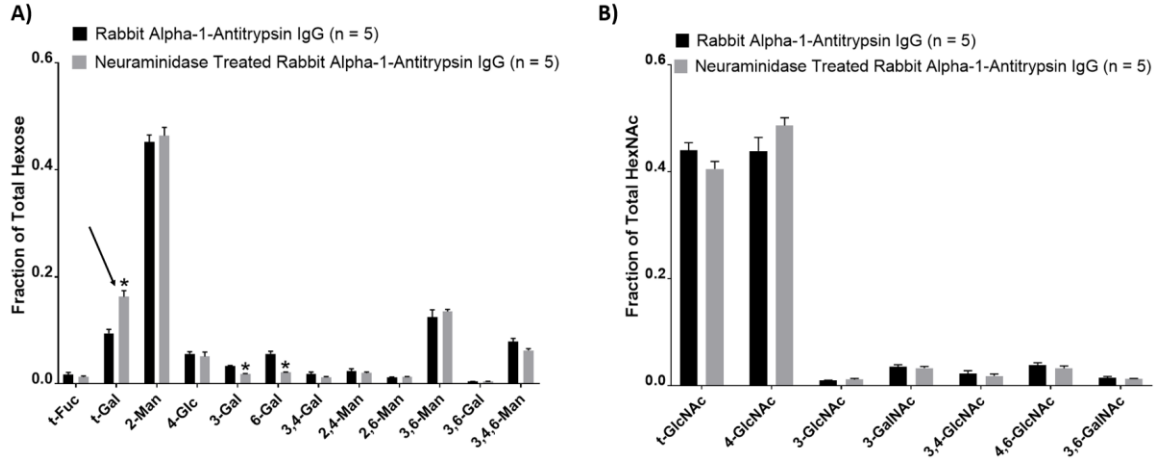 A)
Rabbit Alpha-1-Antitrypsin IgG (n = 5)
Neuraminidase Treated Rabbit Alpha-1-Antitrypsin IgG (n = 5)
Fraction of Total Hexose
0.6
0.4
0.2
0.0
*
*
*
t-Fuc
t-Gal
2-Man
4-Glc
3-Gal
6-Gal
3,4-Gal
2,4-Man
2,6-Man
3,6-Man
3,6-Gal
3,4,6-Man
B)
Rabbit Alpha-1-Antitrypsin IgG (n = 5)
Neuraminidase Treated Rabbit Alpha-1-Antitrypsin IgG (n = 5)
Fraction of Total HexNAc
0.6
0.4
0.2
0.0
t-GlcNAc
4-GlcNAc
3-GlcNAc
3-GalNAc
3,4-GlcNAc
4,6-GlcNAc
3,6-GalNAc